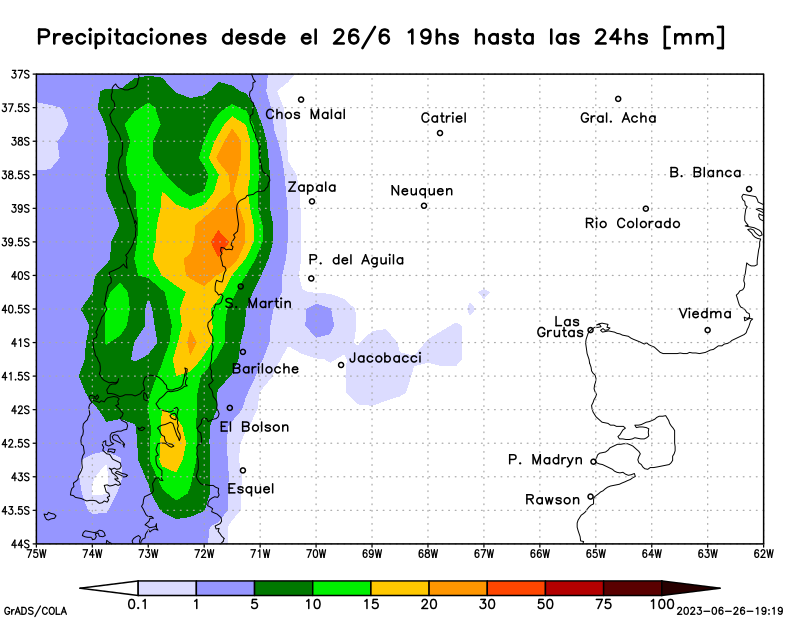 Precipitaciones desde el 26/6 19hs hasta las 24hs [mm]
37S
37.5S
38S
38.5S
39S
39.5S
40S
40.5S
41S
41.5S
42S
42.5S
43S
43.5S
44S
Chos Malal
Catriel
Gral. Acha
B. Blanca
Zapala
Neuquen
Rio Colorado
P. del Aguila
S. Martin
Viedma
Las
Grutas
Jacobacci
Bariloche
El Bolson
P. Madryn
Esquel
Rawson
75W 74W 73W 72W 71W 70W 69W 68W 67W 66W 65W 64W 63W 62W
0.1 1 5 10 15 20 30 50 75 100
GrADS/COLA
2023-06-26-19:19